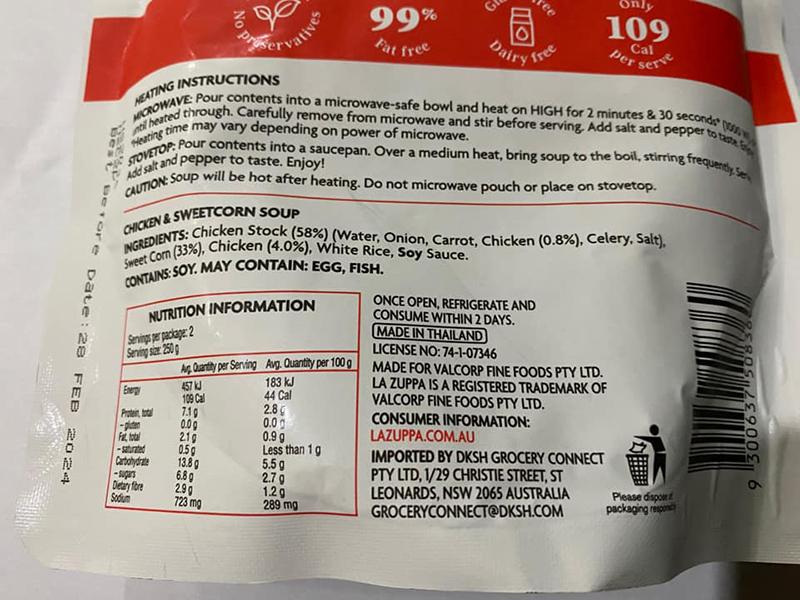 No Preservatives
99%
Fat free
Dairy free
Only
109
Cal
per serve
HEATING INSTRUCTIONS
MICROWAVE: Pour contents into a microwave-safe bowl and heat on HIGH for 2 minutes & 30 seconds* (1000
until heated through. Carefully remove from microwave and stir before serving. Add salt and pepper to taste.
*Heating time may vary depending on power of microwave.
STOVETOP: Pour contents into a saucepan. Over a medium heat, bring soup to the boil, stirring frequently.
Add salt and pepper to taste. Enjoy!
CAUTION: Soup will be hot after heating. Do not microwave pouch or place on stovetop.
CHICKEN & SWEETCORN SOUP
INGREDIENTS: Chicken Stock (58%) (Water, Onion, Carrot, Chicken (0.8%), Celery, Salt),
Sweet Corn (33%), Chicken (4.0%), White Rice, Soy Sauce.
CONTAINS: SOY. MAY CONTAIN: EGG, FISH.
NUTRITION INFORMATION
Servings per package: 2
Serving size: 250 g
Avg. Quantity per Serving Avg. Quantity per 100 g
Energy 457 kJ 183 kJ
109 Cal 44 Cal
Protein, total 7.1 g 2.8 g
- gluten 0.0 g 0.0 g
Fat, total 2.1 g 0.9 g
- saturated 0.5 g Less than 1 g
Carbohydrate 13.8 g 5.5 g
- sugars 6.8 g 2.7 g
Dietary fibre 2.9 g 1.2 g
Sodium 723 mg 289 mg
ONCE OPEN, REFRIGERATE AND
CONSUME WITHIN 2 DAYS.
MADE IN THAILAND
LICENSE NO: 74-1-07346
MADE FOR VALCORP FINE FOODS PTY LTD.
LA ZUPPA IS A REGISTERED TRADEMARK OF
VALCORP FINE FOODS PTY LTD.
CONSUMER INFORMATION:
LAZUPPA.COM.AU
IMPORTED BY DKSH GROCERY CONNECT
PTY LTD, 1/29 CHRISTIE STREET, ST
LEONARDS, NSW 2065 AUSTRALIA
GROCERYCONNECT@DKSH.COM
Please dispose of
packaging
9 300637 508386
Best Before Date: 28 FEB 2024